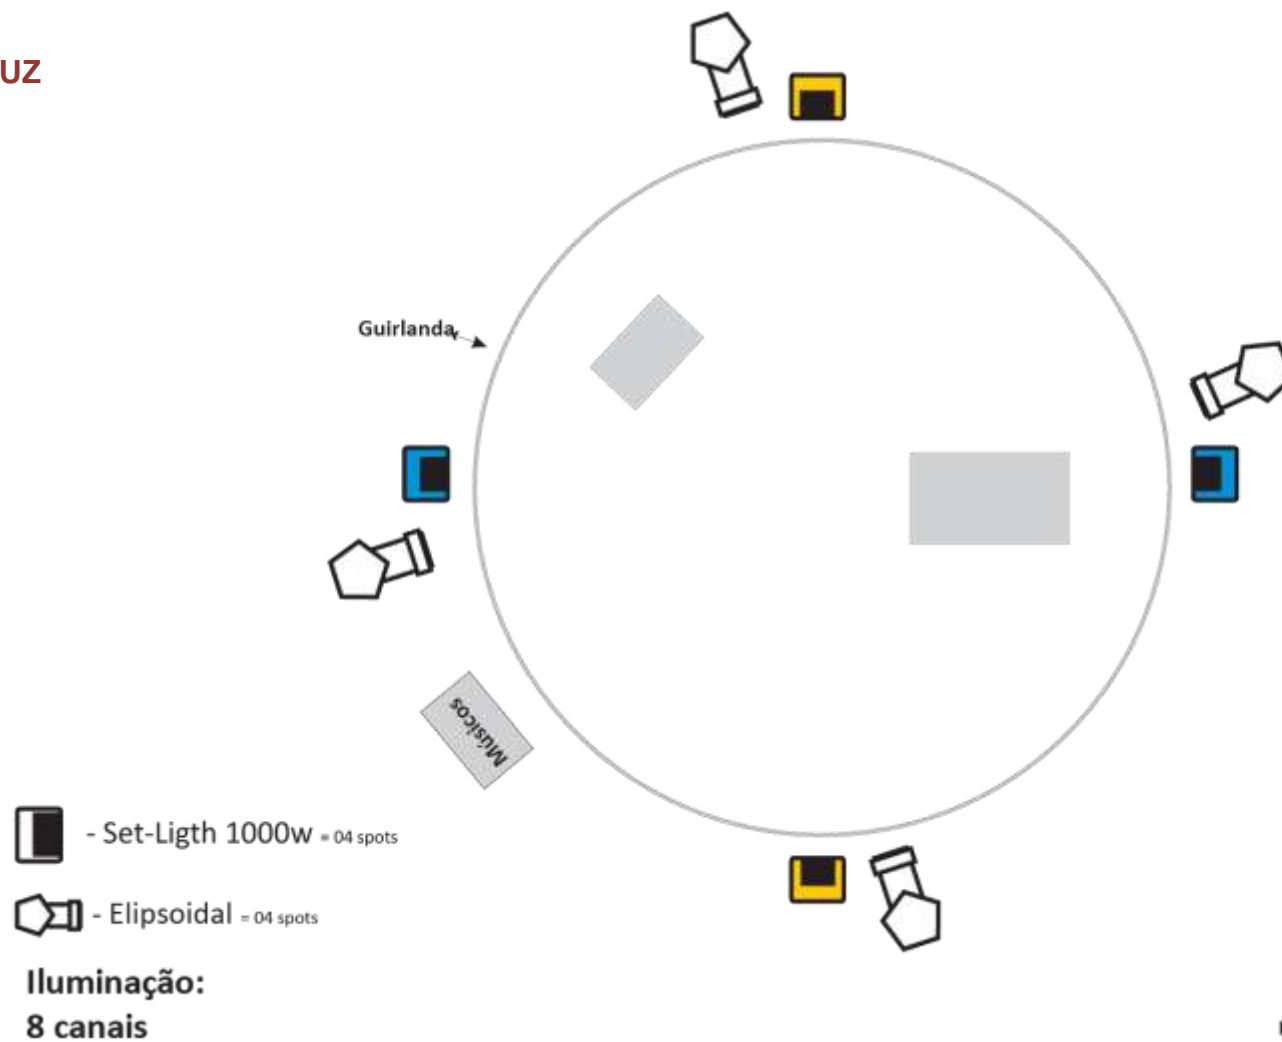 UZ
Guirlanda
Músicos
- Set-Ligth 1000w = 04 spots
- Elipsoidal = 04 spots
Iluminação:
8 canais